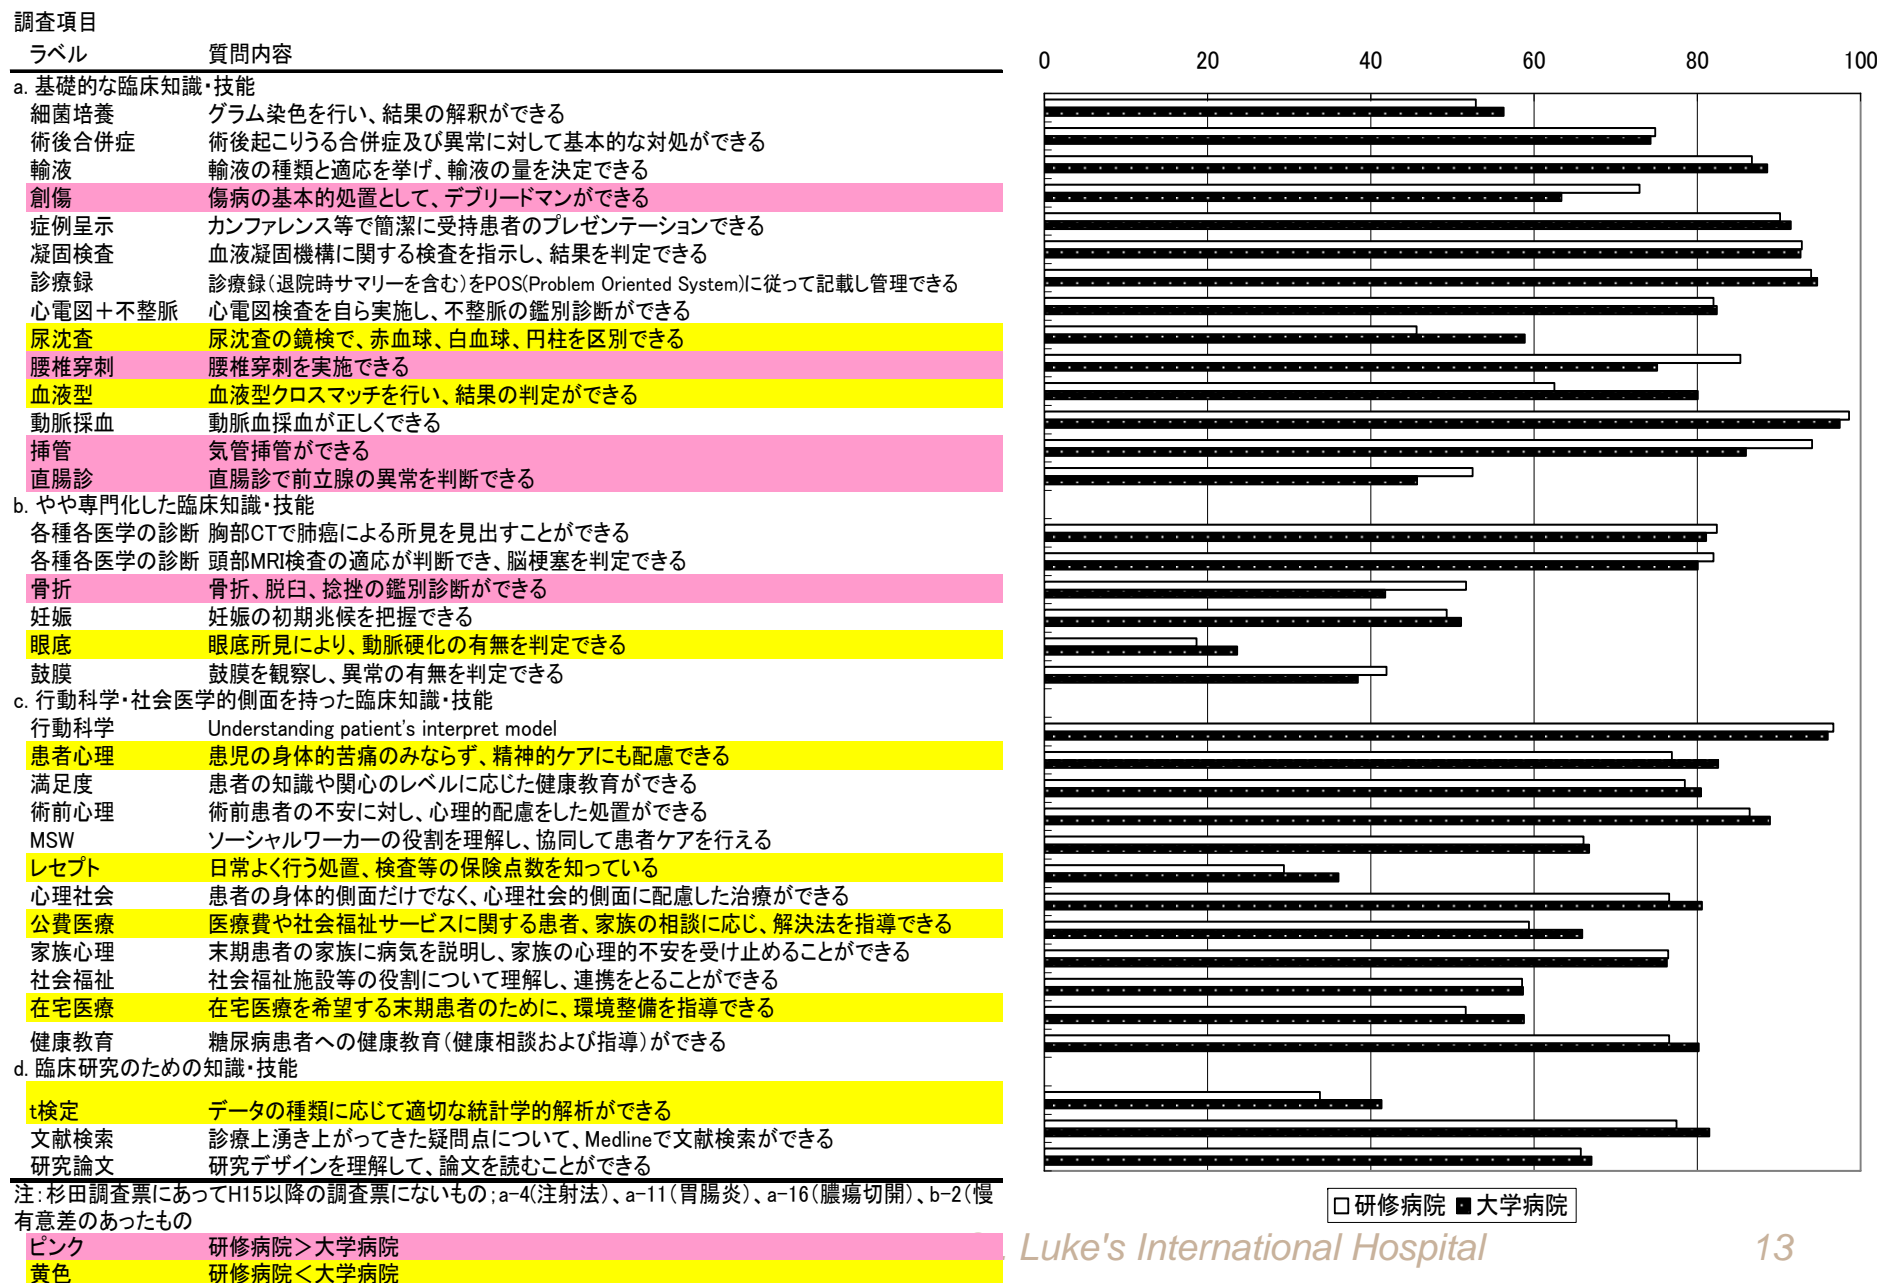 調査項目
ラベル 質問内容
0 20 40 60 80 100
a. 基礎的な臨床知識・技能
細菌培養 グラム染色を行い、結果の解釈ができる
術後合併症 術後起こりうる合併症及び異常に対して基本的な対処ができる
輸液 輸液の種類と適応を挙げ、輸液の量を決定できる
創傷 傷病の基本的処置として、デブリードマンができる
症例呈示 カンファレンス等で簡潔に受持患者のプレゼンテーションできる
凝固検査 血液凝固機構に関する検査を指示し、結果を判定できる
診療録 診療録（退院時サマリーを含む）をPOS(Problem Oriented System)に従って記載し管理できる
心電図＋不整脈 心電図検査を自ら実施し、不整脈の鑑別診断ができる
尿沈査 尿沈査の鏡検で、赤血球、白血球、円柱を区別できる
腰椎穿刺 腰椎穿刺を実施できる
血液型 血液型クロスマッチを行い、結果の判定ができる
動脈採血 動脈血採血が正しくできる
挿管 気管挿管ができる
直腸診 直腸診で前立腺の異常を判断できる
b. やや専門化した臨床知識・技能
各種各医学の診断 胸部CTで肺癌による所見を見出すことができる
各種各医学の診断 頭部MRI検査の適応が判断でき、脳梗塞を判定できる
骨折 骨折、脱臼、捻挫の鑑別診断ができる
妊娠 妊娠の初期兆候を把握できる
眼底 眼底所見により、動脈硬化の有無を判定できる
鼓膜 鼓膜を観察し、異常の有無を判定できる
c. 行動科学・社会医学的側面を持った臨床知識・技能
行動科学 Understanding patient's interpret model
患者心理 患児の身体的苦痛のみならず、精神的ケアにも配慮できる
満足度 患者の知識や関心のレベルに応じた健康教育ができる
術前心理 術前患者の不安に対し、心理的配慮をした処置ができる
MSW ソーシャルワーカーの役割を理解し、協同して患者ケアを行える
レセプト 日常よく行う処置、検査等の保険点数を知っている
心理社会 患者の身体的側面だけでなく、心理社会的側面に配慮した治療ができる
公費医療 医療費や社会福祉サービスに関する患者、家族の相談に応じ、解決法を指導できる
家族心理 末期患者の家族に病気を説明し、家族の心理的不安を受け止めることができる
社会福祉 社会福祉施設等の役割について理解し、連携をとることができる
在宅医療 在宅医療を希望する末期患者のために、環境整備を指導できる
健康教育 糖尿病患者への健康教育（健康相談および指導）ができる
d. 臨床研究のための知識・技能
t検定 データの種類に応じて適切な統計学的解析ができる
文献検索 診療上湧き上がってきた疑問点について、Medlineで文献検索ができる
研究論文 研究デザインを理解して、論文を読むことができる
注：杉田調査票にあってH15以降の調査票にないもの；a-4(注射法)、a-11（胃腸炎）、a-16（膿瘍切開）、b-2（慢
有意差のあったもの
ピンク 研修病院＞大学病院
黄色 研修病院＜大学病院
研修病院 大学病院
Luke's International Hospital 13